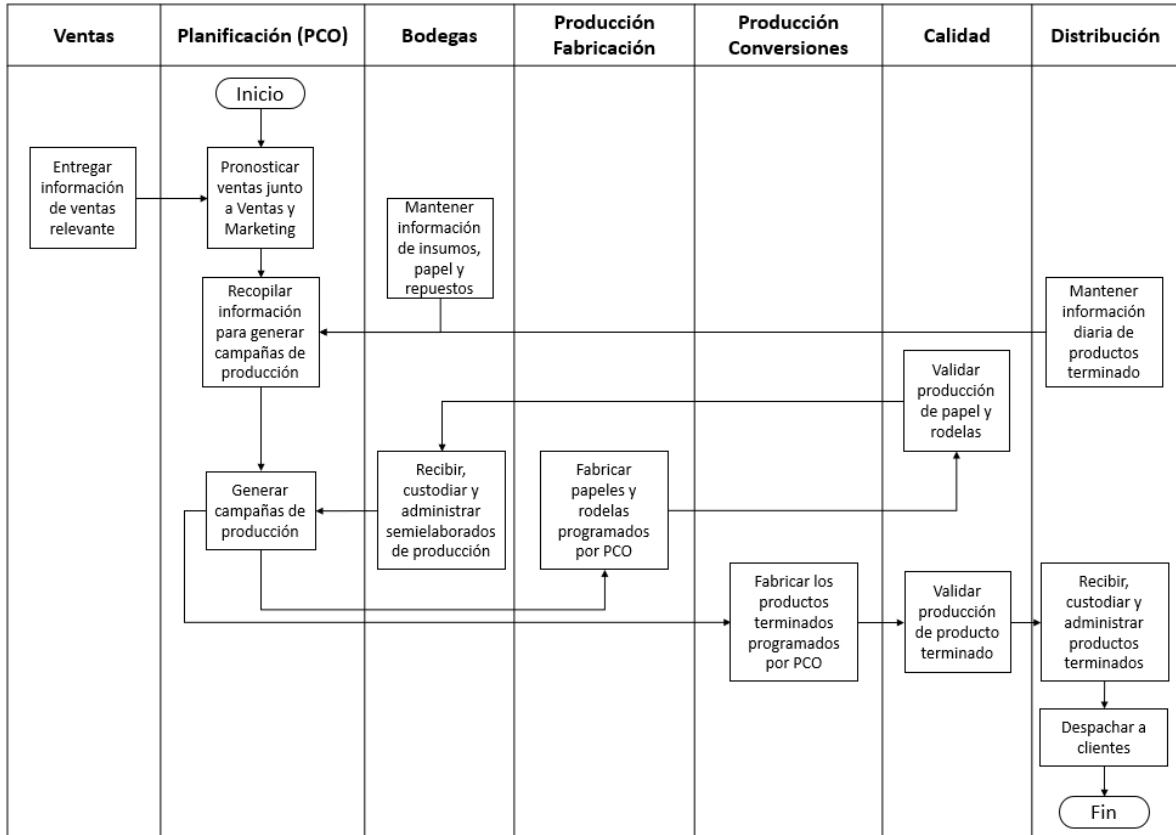 Ventas
Planificación (PCO)
Bodegas
Producción
Fabricación
Producción
Conversiones
Calidad
Distribución
Inicio
Entregar
información
de ventas
relevante
Pronosticar
ventas junto
a Ventas y
Marketing
Mantener
información
de insumos,
papel y
repuestos
Recopilar
información
para generar
campañas de
producción
Mantener
información
diaria de
productos
terminado
Validar
producción
de papel y
rodelas
Generar
campañas de
producción
Recibir,
custodiar y
administrar
semielaborados
de producción
Fabricar
papeles y
rodelas
programados
por PCO
Fabricar los
productos
terminados
programados
por PCO
Validar
producción
de producto
terminado
Recibir,
custodiar y
administrar
productos
terminados
Despachar a
clientes
Fin